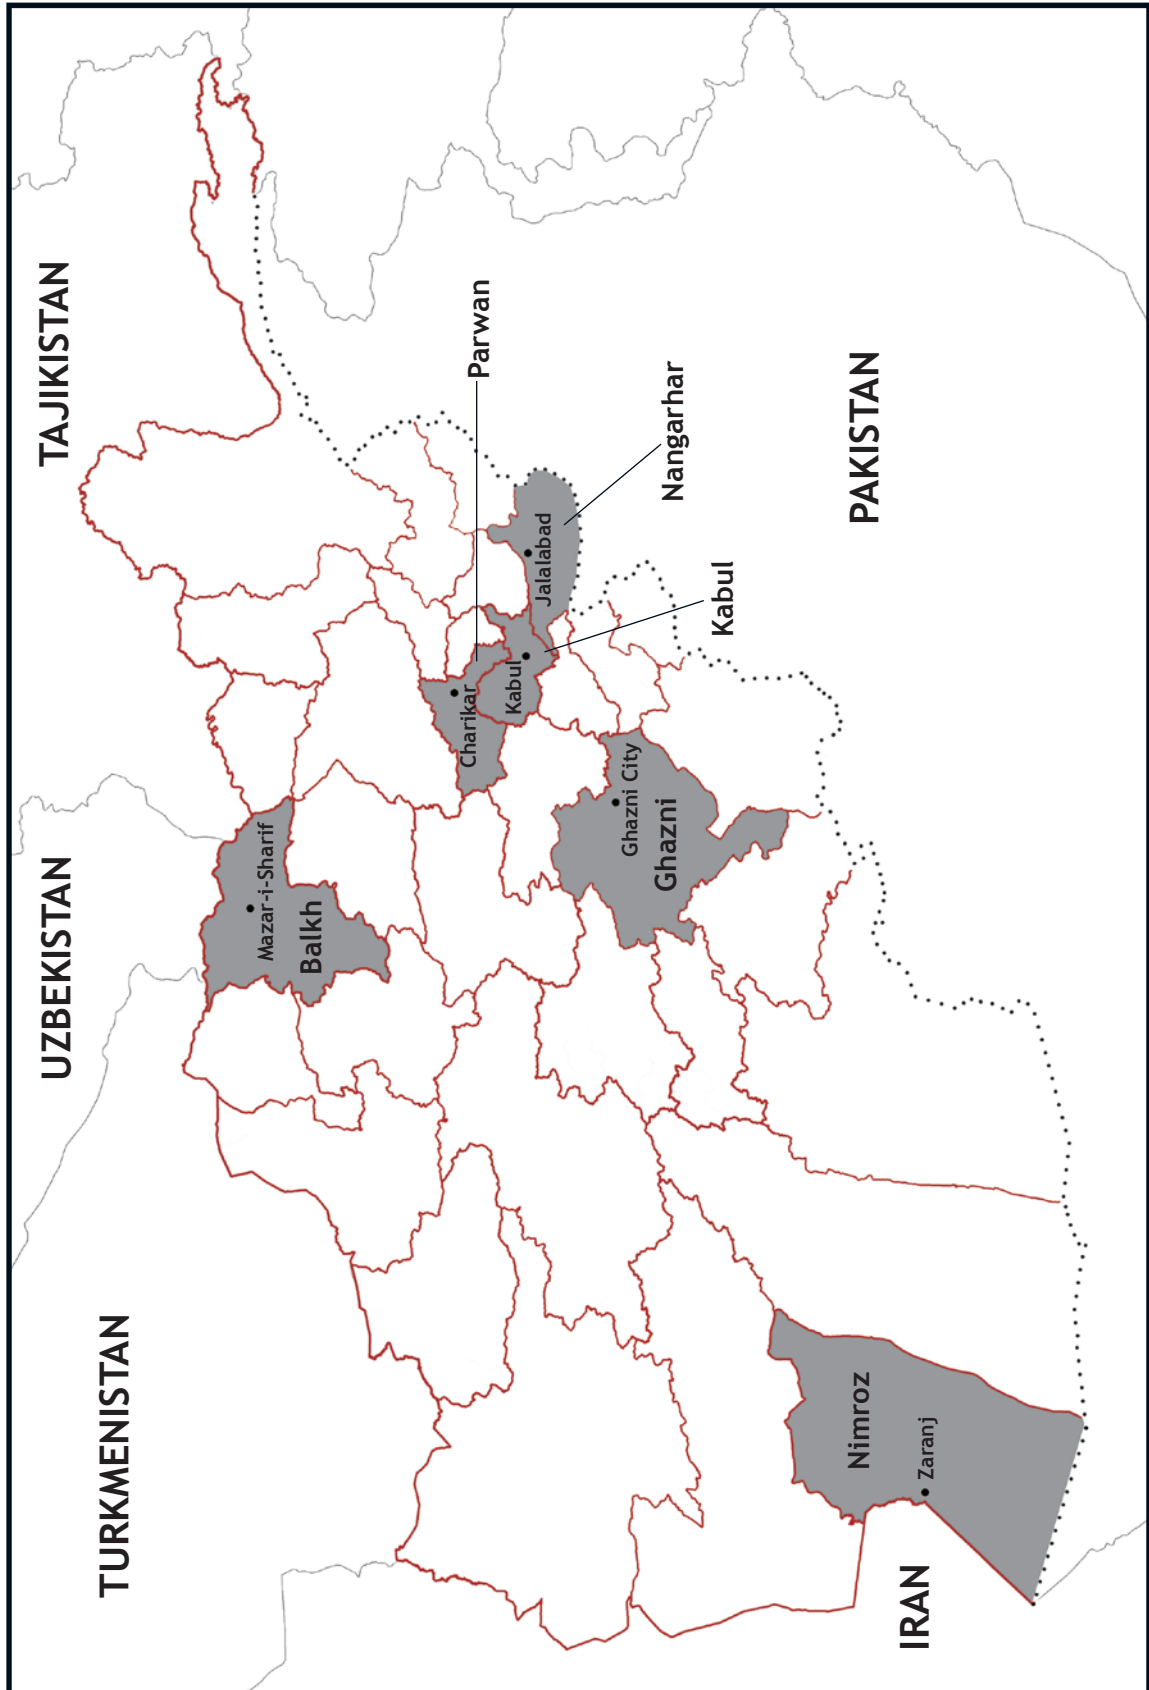 TURKMENISTAN
UZBEKISTAN
TAJIKISTAN
Mazar-i-Sharif
Balkh
Charikar
Parwan
Kabul
Jalalabad
Nangarhar
Kabul
Ghazni City
Ghazni
PAKISTAN
Nimroz
Zaranj
IRAN